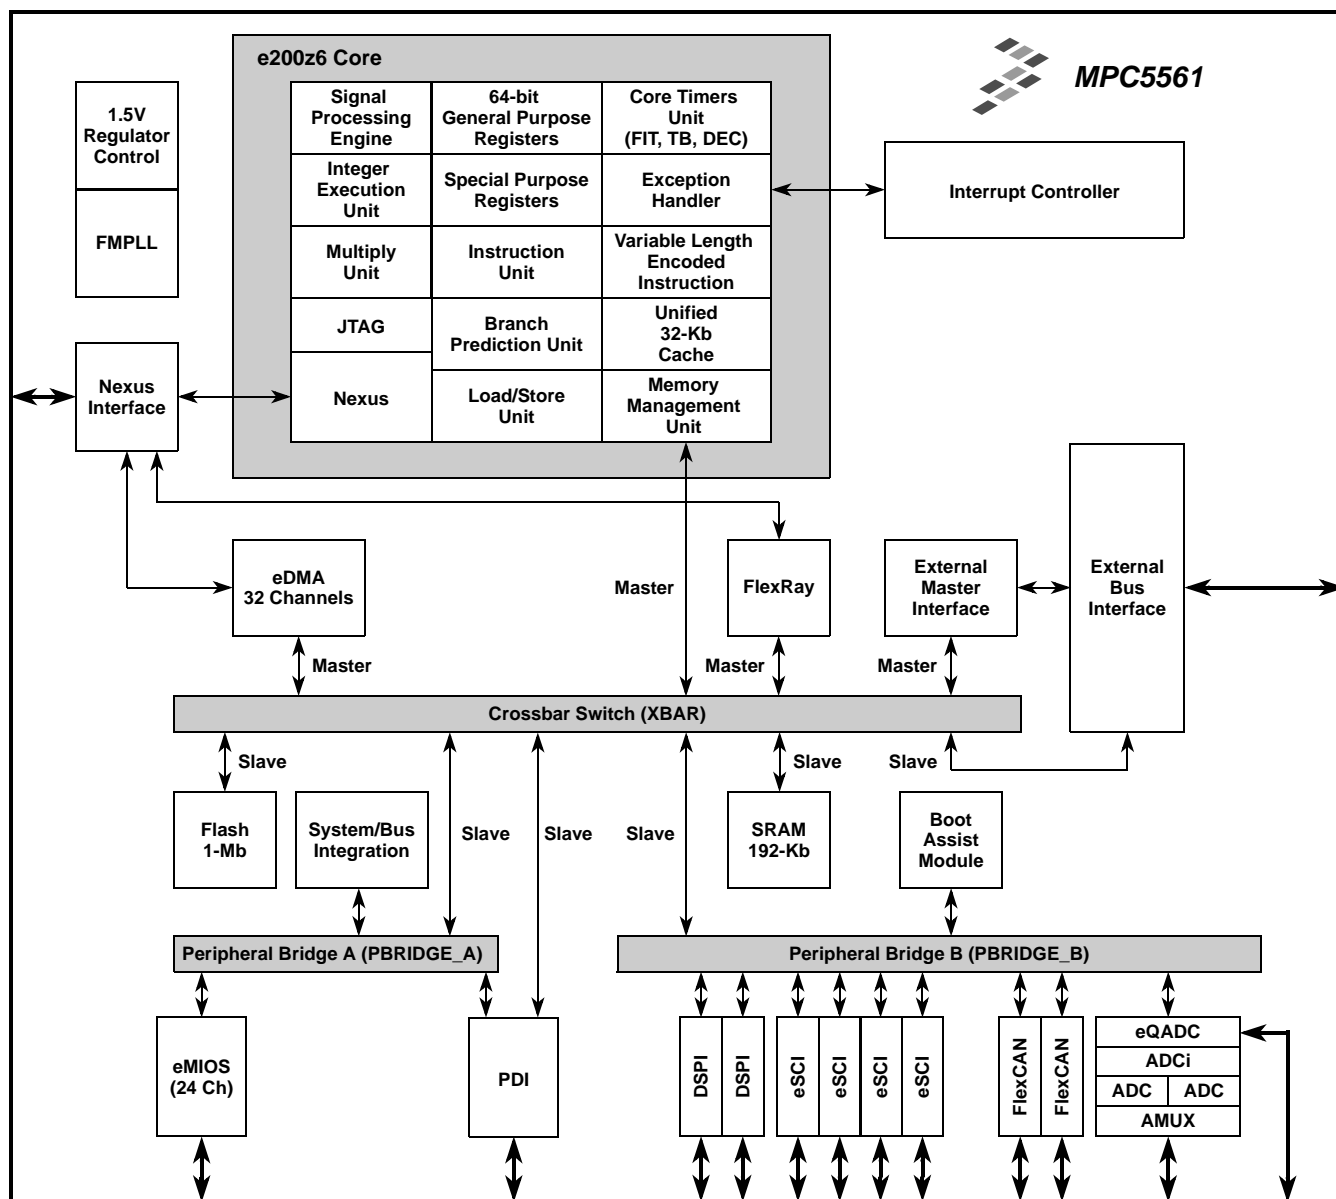 e200z6 Core
MPC5561
1.5V
Regulator
Control
FMPLL
Signal
Processing
Engine
64-bit
General Purpose
Registers
Core Timers
Unit
(FIT, TB, DEC)
Integer
Execution
Unit
Special Purpose
Registers
Exception
Handler
Interrupt Controller
Multiply
Unit
Instruction
Unit
Variable Length
Encoded
Instruction
JTAG
Branch
Prediction Unit
Unified
32-Kb
Cache
Nexus
Interface
Nexus
Load/Store
Unit
Memory
Management
Unit
eDMA
32 Channels
Master
FlexRay
External
Master
Interface
External
Bus
Interface
Master
Master
Master
Crossbar Switch (XBAR)
Slave
Slave
Slave
Flash
1-Mb
System/Bus
Integration
Slave
Slave
Slave
SRAM
192-Kb
Boot
Assist
Module
Peripheral Bridge A (PBRIDGE_A)
Peripheral Bridge B (PBRIDGE_B)
eMIOS
(24 Ch)
PDI
DSPI
DSPI
eSCI
eSCI
eSCI
eSCI
FlexCAN
FlexCAN
eQADC
ADCi
ADC
ADC
AMUX